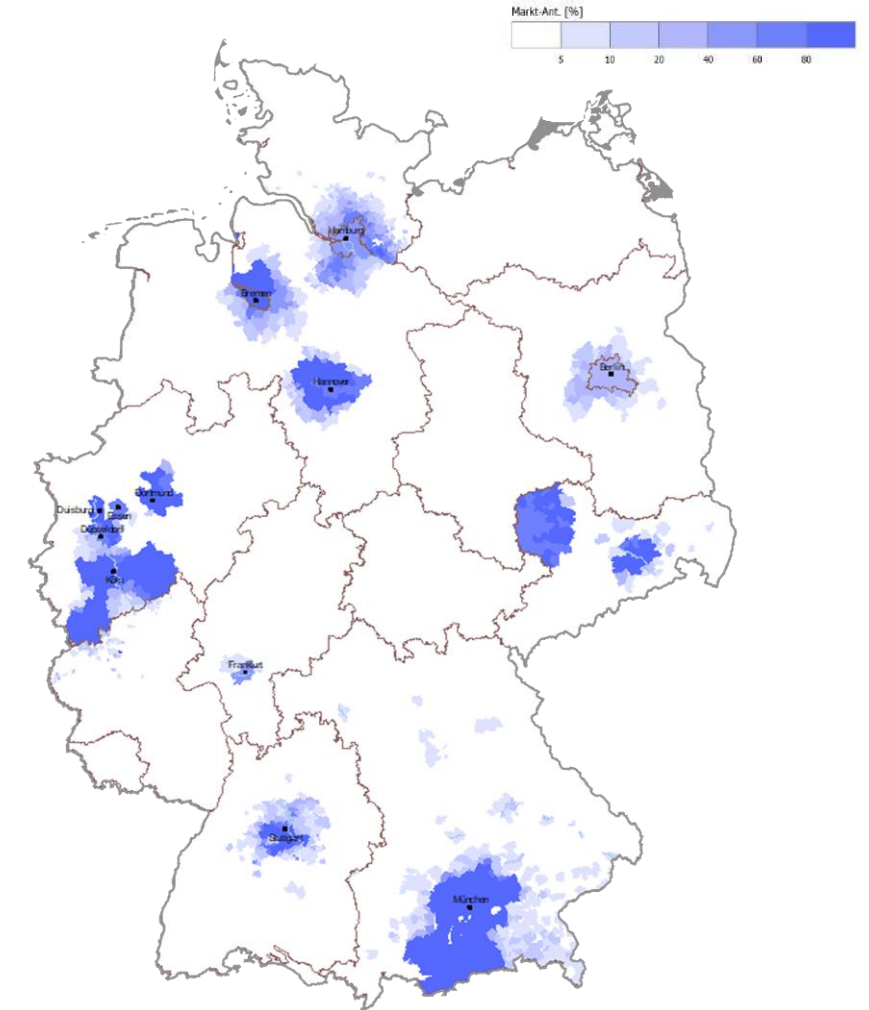 Markt-Ant. [%]
5 10 20 40 60 80
Hamburg
Bremen
Berlin
Hannover
Dortmund
Duisburg
Essen
Düsseldorf
Köln
Frankfurt
Stuttgart
München